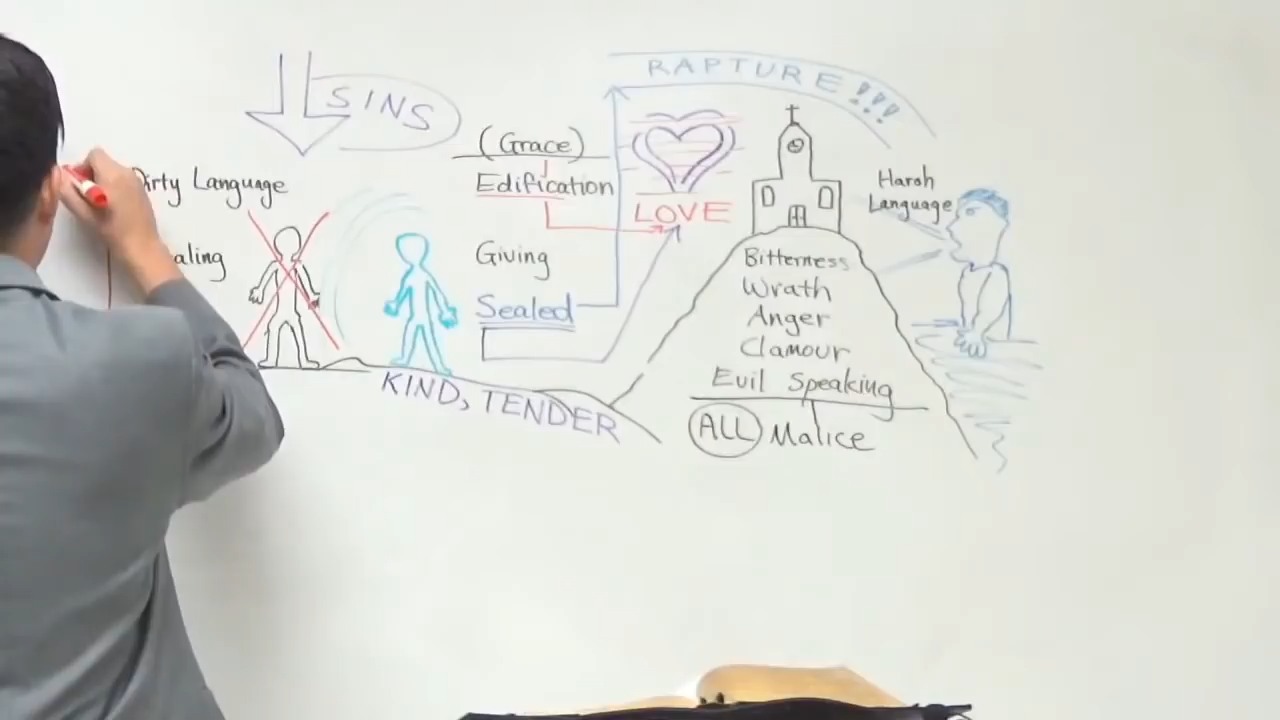 SINS
Dirty Language
(Grace)
Edification
Giving
Sealed
KIND, TENDER
RAPTURE!!!
LOVE
Bitterness
Wrath
Anger
Clamour
Evil Speaking
ALL Malice
Harsh
Language